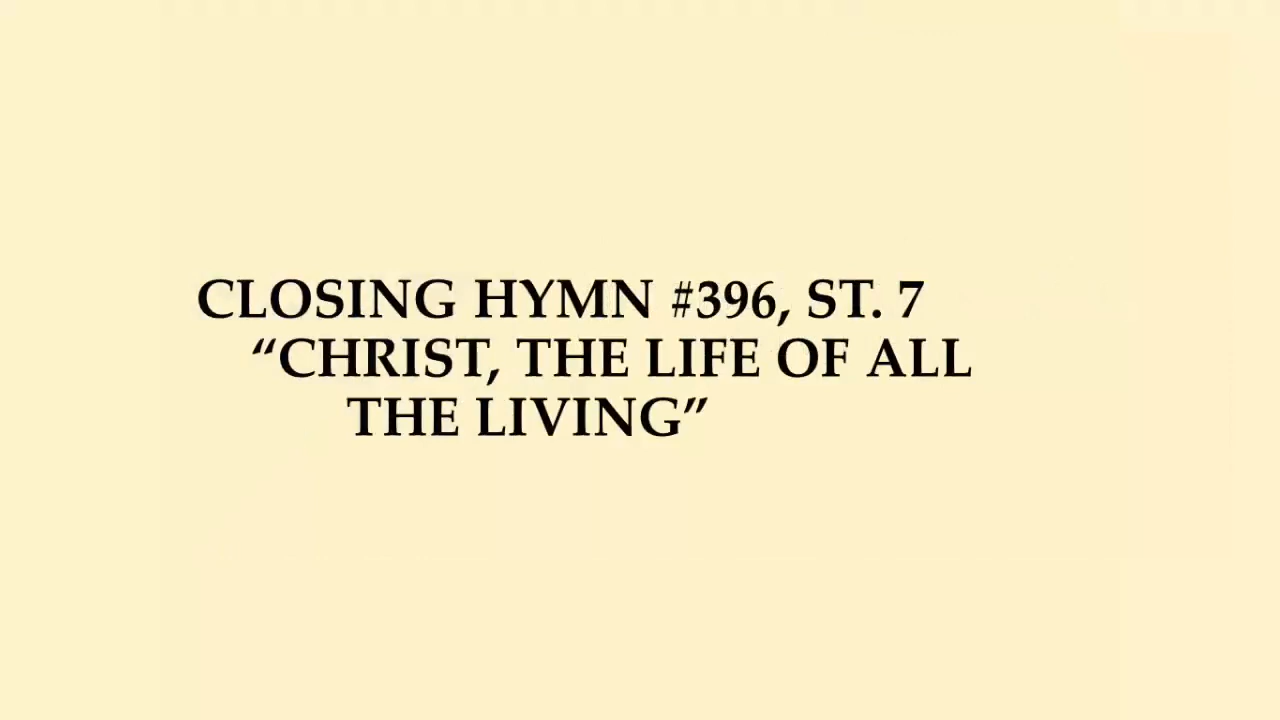 CLOSING HYMN #396, ST. 7
“CHRIST, THE LIFE OF ALL
THE LIVING”